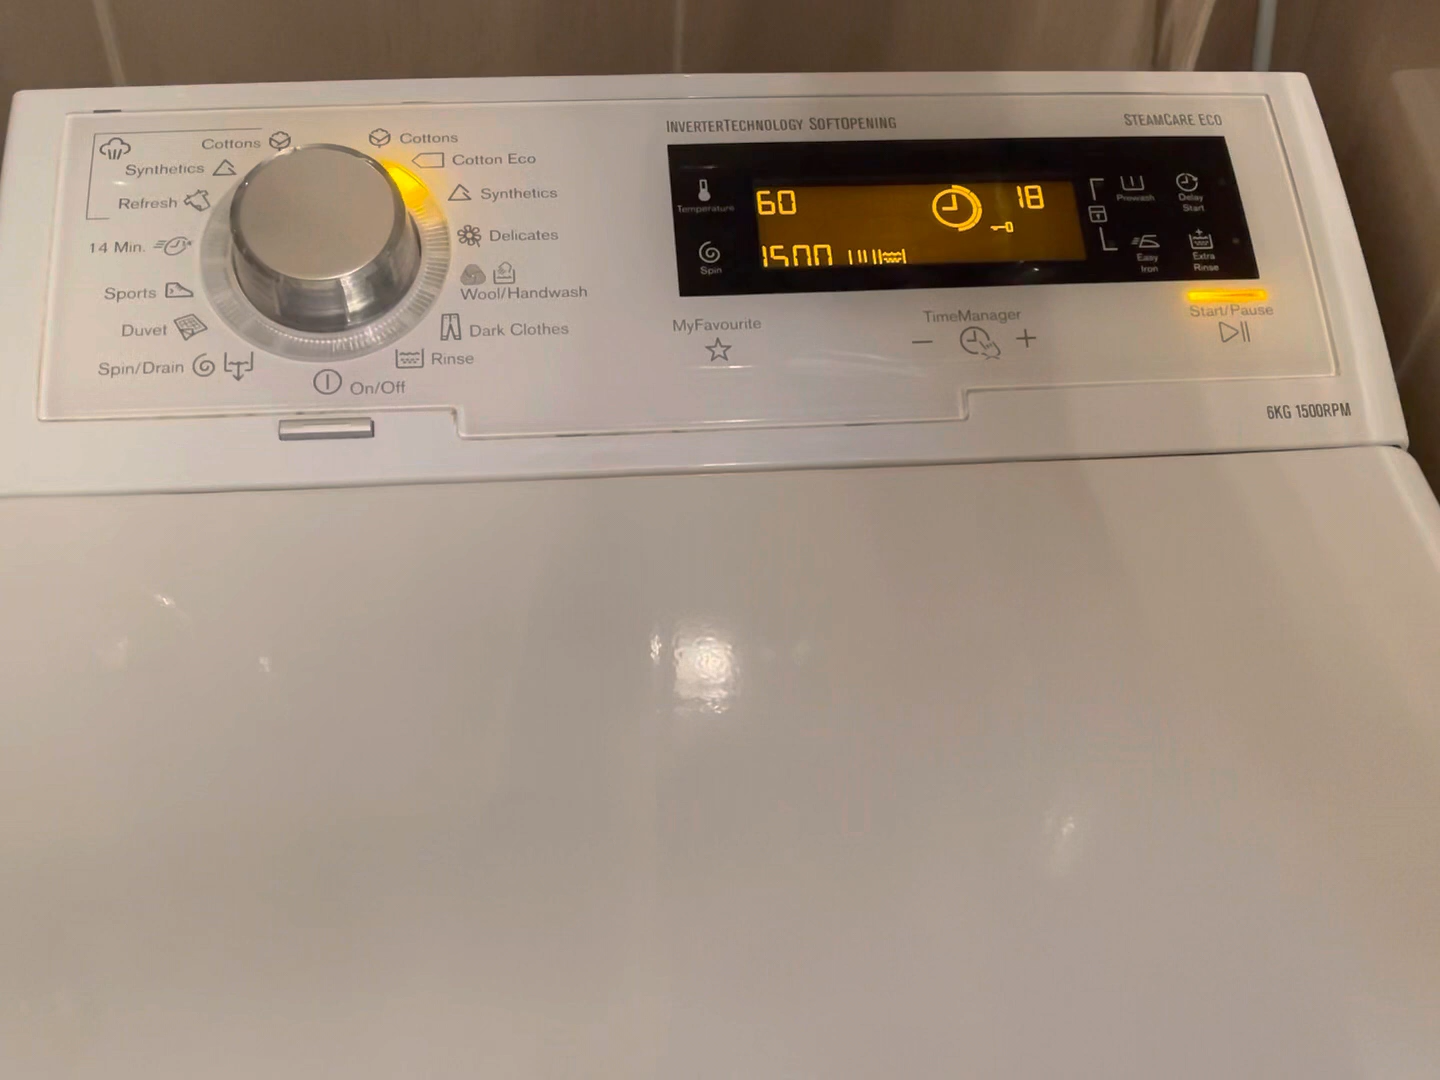 INVERTERTECHNOLOGY SOFTOPENING
STEAMCARE ECO
Cottons
Synthetics
Refresh
14 Min.
Sports
Duvet
Spin/Drain
On/Off
Cottons
Cotton Eco
Synthetics
Delicates
Wool/Handwash
Dark Clothes
Rinse
Temperature
60
18
Spin
1500
Prewash
Delay
Start
Easy
Iron
Extra
Rinse
MyFavourite
TimeManager
− +
Start/Pause
6KG 1500RPM